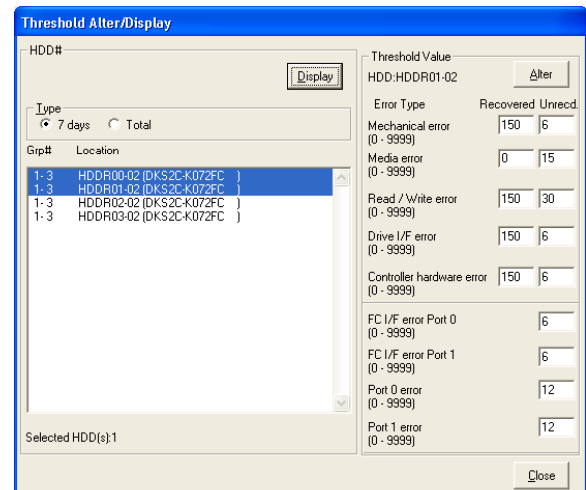 Threshold Alter/Display
HDD#
Display
Type
7 days Total
Grp# Location
1- 3 HDDR00-02 (DKS2C-K072FC )
1- 3 HDDR01-02 (DKS2C-K072FC )
1- 3 HDDR02-02 (DKS2C-K072FC )
1- 3 HDDR03-02 (DKS2C-K072FC )
Selected HDD(s):1
Threshold Value
HDD:HDDR01-02 Alter
Error Type Recovered Unrecd.
Mechanical error 150 6
(0 - 9999)
Media error 0 15
(0 - 9999)
Read / Write error 150 30
(0 - 9999)
Drive I/F error 150 6
(0 - 9999)
Controller hardware error 150 6
(0 - 9999)
FC I/F error Port 0 6
(0 - 9999)
FC I/F error Port 1 6
(0 - 9999)
Port 0 error 12
(0 - 9999)
Port 1 error 12
(0 - 9999)
Close